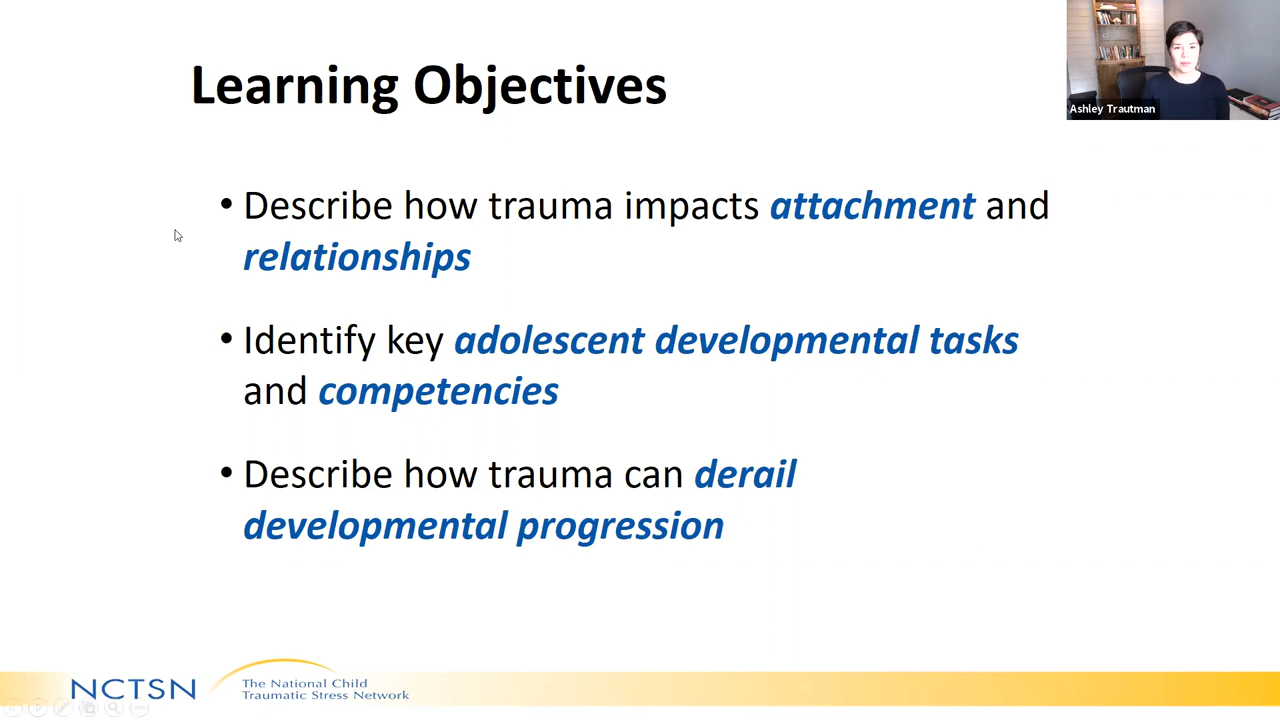 Learning Objectives
Ashley Trautman
• Describe how trauma impacts attachment and
relationships
• Identify key adolescent developmental tasks
and competencies
• Describe how trauma can derail
developmental progression
NCTSN
The National Child
Traumatic Stress Network